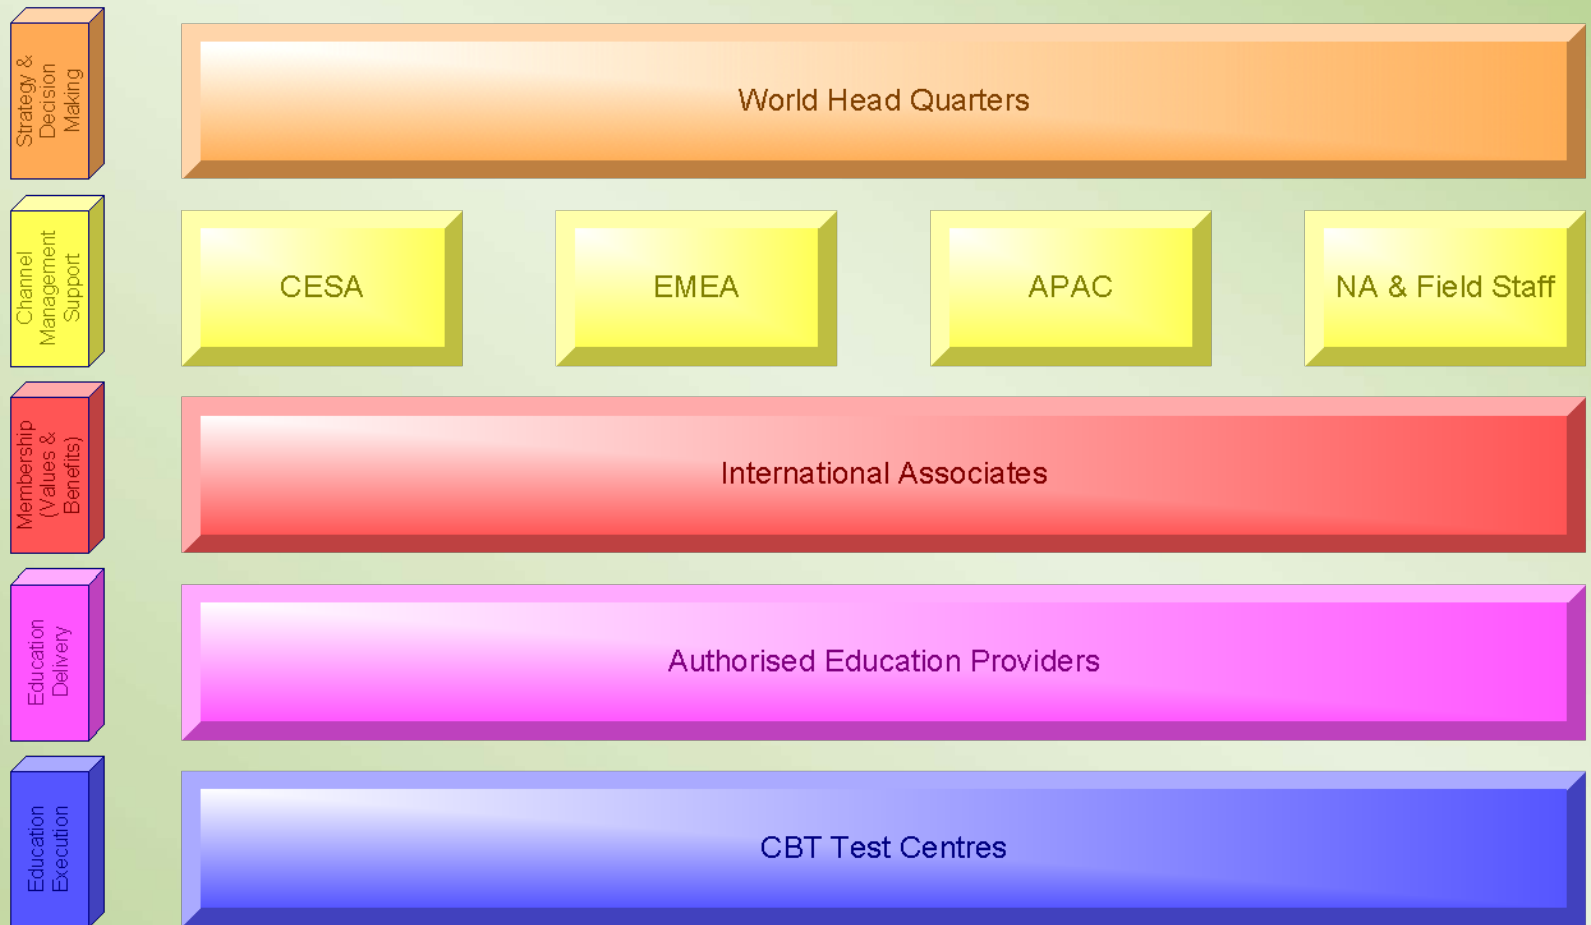 Strategy &
Decision
Making
World Head Quarters
Channel
Management
Support
CESA
EMEA
APAC
NA & Field Staff
Membership
(Values &
Benefits)
International Associates
Education
Delivery
Authorised Education Providers
Education
Execution
CBT Test Centres